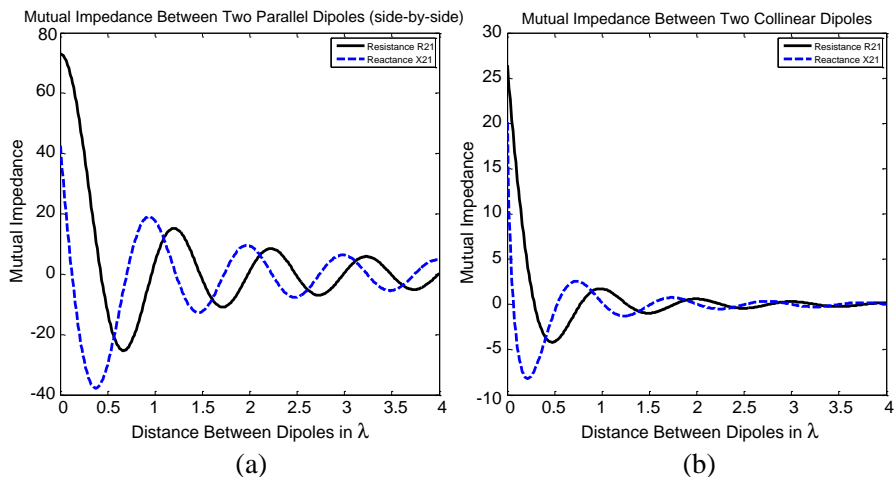 Mutual Impedance Between Two Parallel Dipoles (side-by-side)
Resistance R21
Reactance X21
Mutual Impedance
80
60
40
20
0
-20
-40
0 0.5 1 1.5 2 2.5 3 3.5 4
Distance Between Dipoles in λ
(a)
Mutual Impedance Between Two Collinear Dipoles
Resistance R21
Reactance X21
Mutual Impedance
30
25
20
15
10
5
0
-5
-10
0 0.5 1 1.5 2 2.5 3 3.5 4
Distance Between Dipoles in λ
(b)